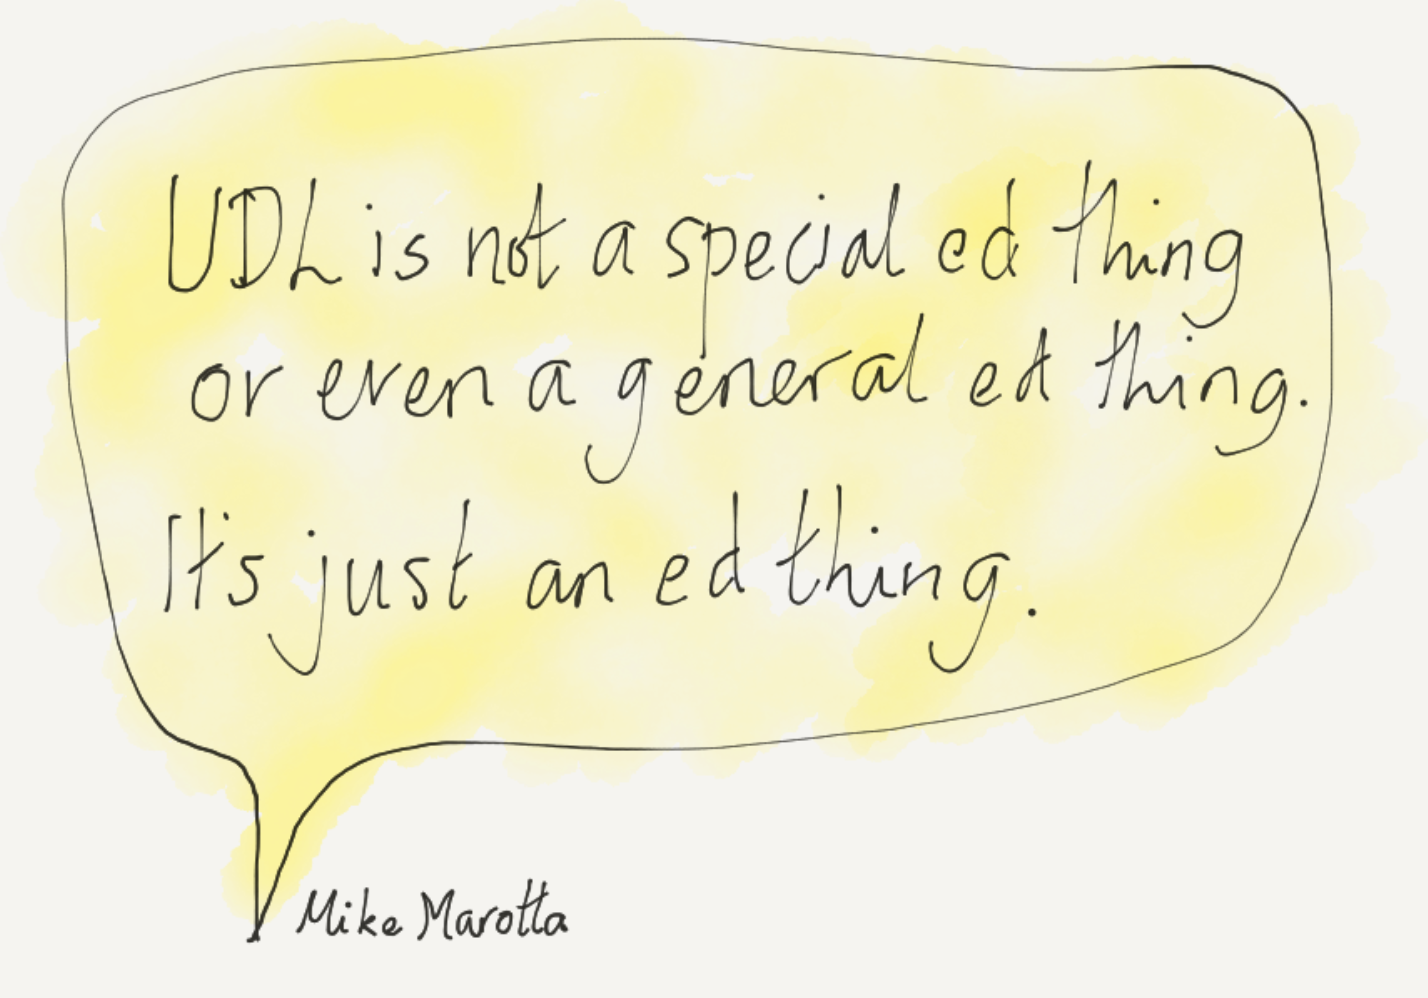 UDL is not a special ed thing
or even a general ed thing.
It's just an ed thing.
Mike Marotta